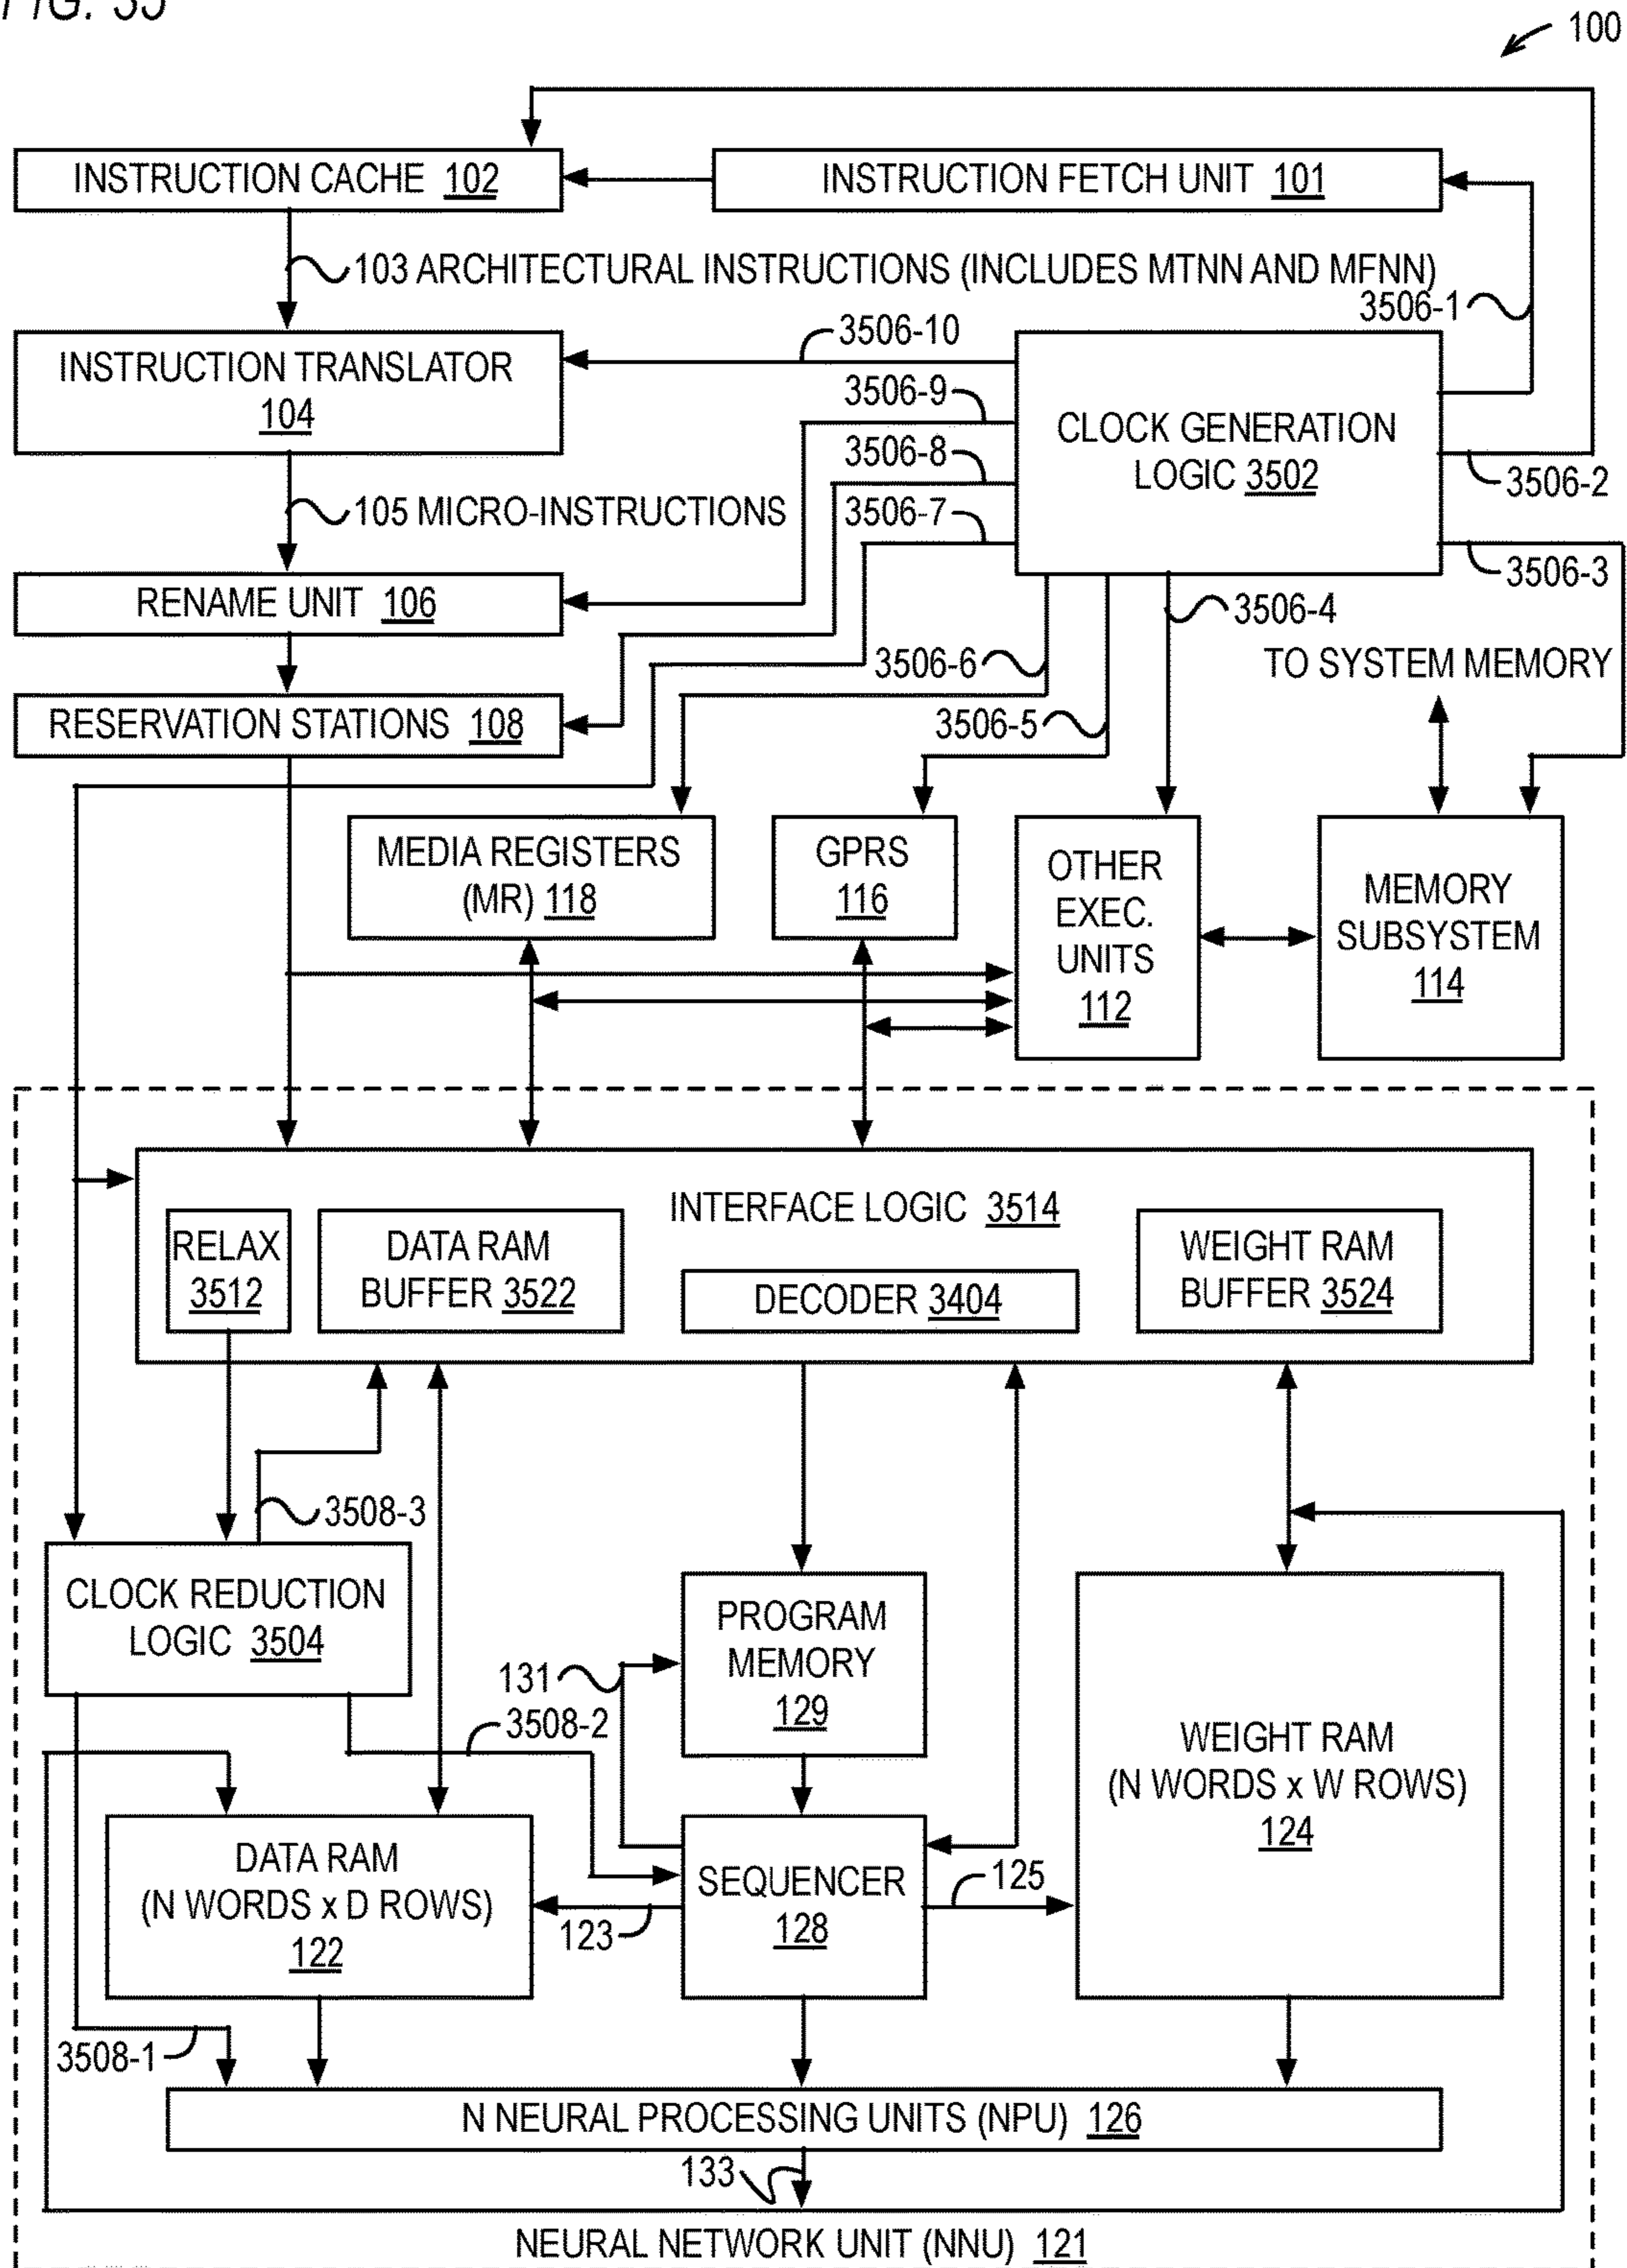 FIG. 35
100
INSTRUCTION CACHE 102
INSTRUCTION FETCH UNIT 101
103 ARCHITECTURAL INSTRUCTIONS (INCLUDES MTNN AND MFNN)
3506-1
3506-10
INSTRUCTION TRANSLATOR
104
3506-9
CLOCK GENERATION
LOGIC 3502
3506-8
3506-2
105 MICRO-INSTRUCTIONS
3506-7
3506-3
RENAME UNIT 106
3506-4
3506-6
TO SYSTEM MEMORY
RESERVATION STATIONS 108
3506-5
MEDIA REGISTERS
(MR) 118
GPRS
116
OTHER
EXEC.
UNITS
112
MEMORY
SUBSYSTEM
114
INTERFACE LOGIC 3514
RELAX
3512
DATA RAM
BUFFER 3522
DECODER 3404
WEIGHT RAM
BUFFER 3524
3508-3
CLOCK REDUCTION
LOGIC 3504
PROGRAM
MEMORY
129
131
3508-2
WEIGHT RAM
(N WORDS x W ROWS)
124
DATA RAM
(N WORDS x D ROWS)
122
SEQUENCER
128
125
123
3508-1
N NEURAL PROCESSING UNITS (NPU) 126
133
NEURAL NETWORK UNIT (NNU) 121